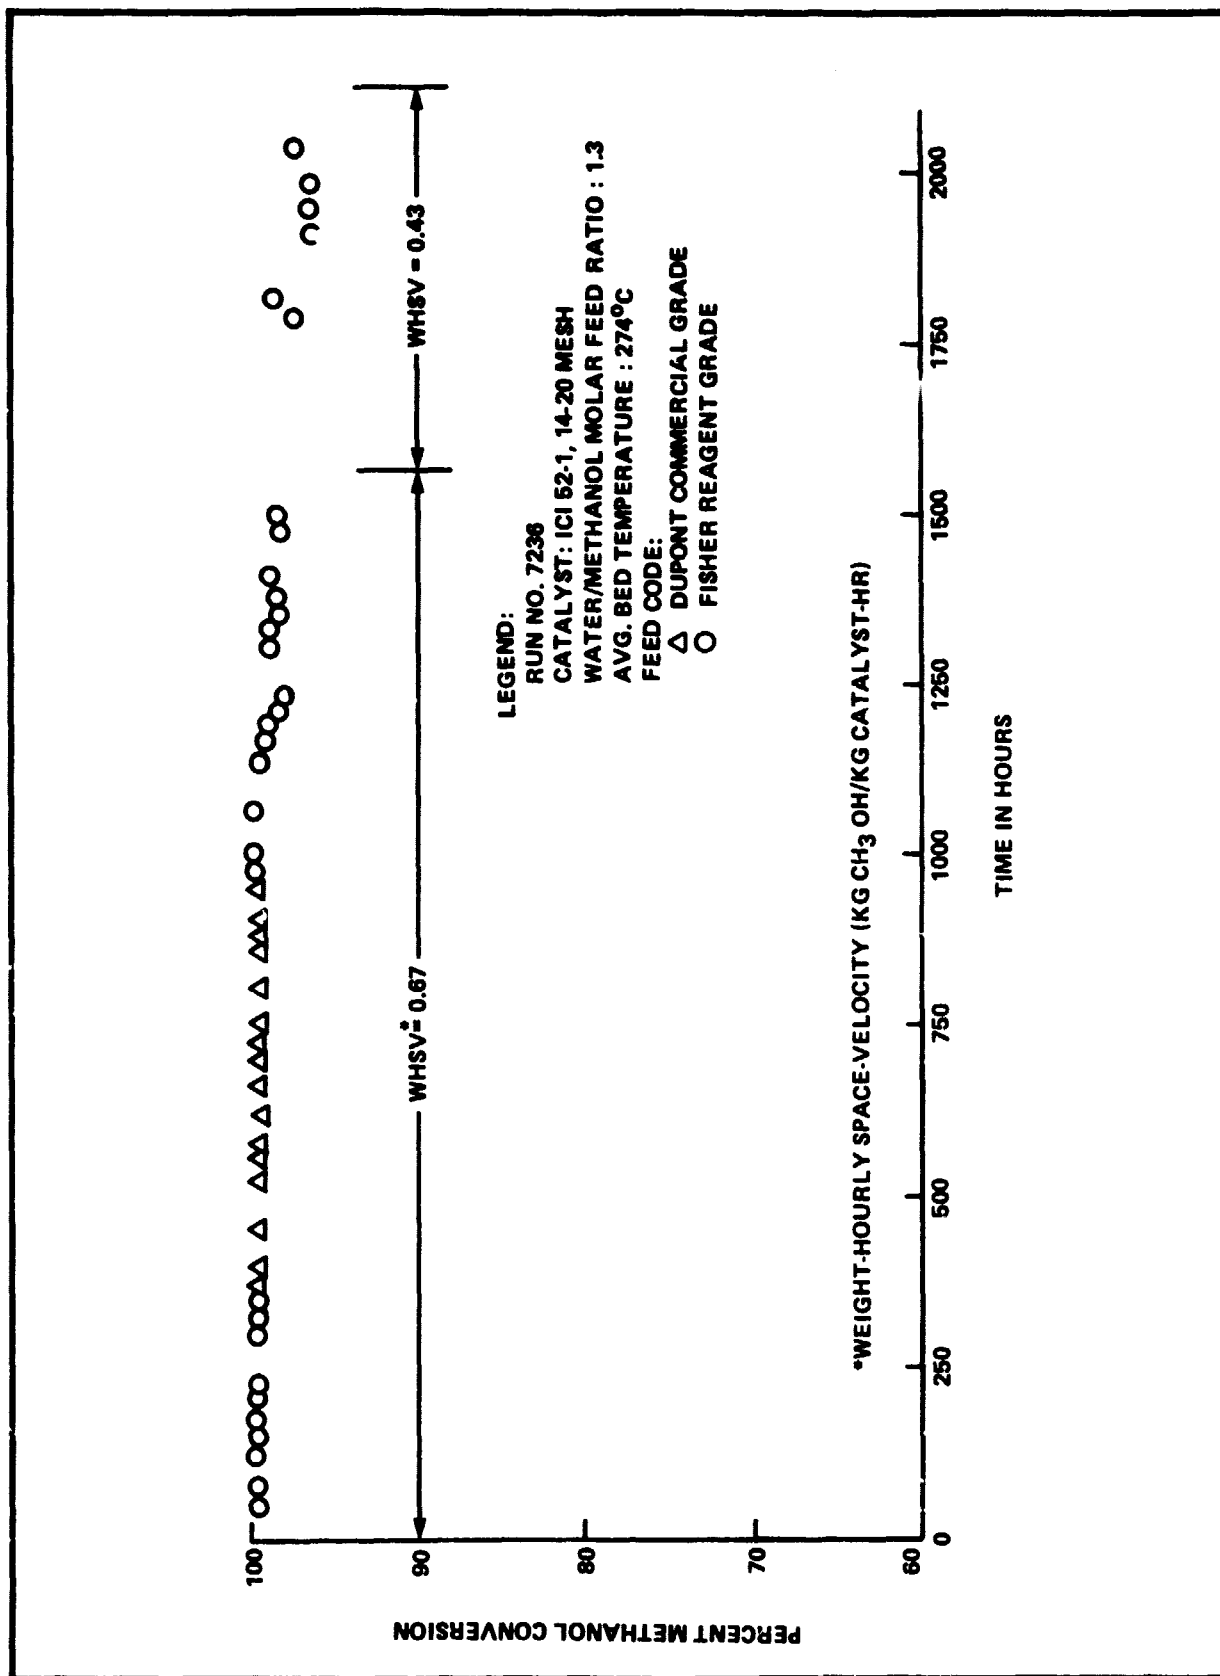 PERCENT METHANOL CONVERSION
100
90
80
70
60
WHSV* = 0.67
WHSV = 0.43
LEGEND:
RUN NO. 7236
CATALYST: ICI 52-1, 14-20 MESH
WATER/METHANOL MOLAR FEED RATIO : 1.3
AVG. BED TEMPERATURE : 274°C
FEED CODE:
△ DUPONT COMMERCIAL GRADE
○ FISHER REAGENT GRADE
*WEIGHT-HOURLY SPACE-VELOCITY (KG CH3 OH/KG CATALYST-HR)
0 250 500 750 1000 1250 1500 1750 2000
TIME IN HOURS